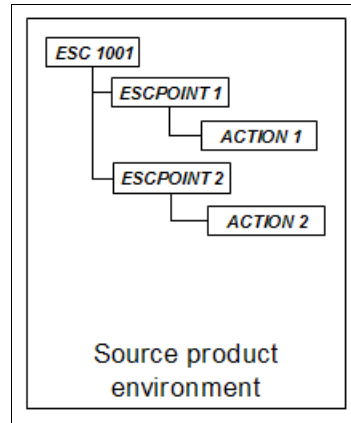 ESC 1001
ESCPOINT 1
ACTION 1
ESCPOINT 2
ACTION 2
Source product
environment